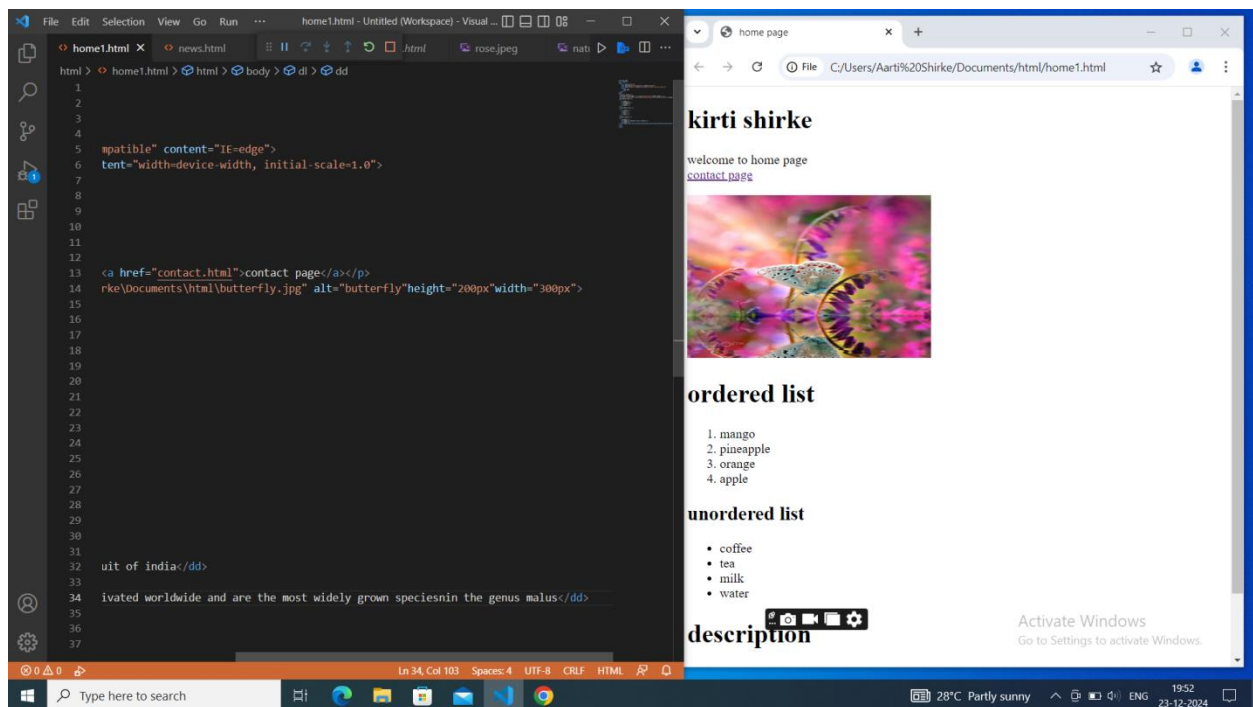 File Edit Selection View Go Run ··· home1.html - Untitled (Workspace) - Visual ...
home1.html news.html html rose.jpeg nat
html > home1.html > html > body > dl > dd
1
2
3
4
5 mpatible" content="IE=edge">
6 tent="width=device-width, initial-scale=1.0">
7
8
9
10
11
12
13 <a href="contact.html">contact page</a></p>
14 rke\Documents\html\butterfly.jpg" alt="butterfly"height="200px"width="300px">
15
16
17
18
19
20
21
22
23
24
25
26
27
28
29
30
31
32 uit of india</dd>
33
34 ivated worldwide and are the most widely grown speciesnin the genus malus</dd>
35
36
37
1
0 0 Ln 34, Col 103 Spaces: 4 UTF-8 CRLF HTML
home page
File C:/Users/Aarti%20Shirke/Documents/html/home1.html
kirti shirke
welcome to home page
contact page
ordered list
1. mango
2. pineapple
3. orange
4. apple
unordered list
• coffee
• tea
• milk
• water
description
Activate Windows
Go to Settings to activate Windows.
Type here to search
28°C Partly sunny
ENG
19:52
23-12-2024